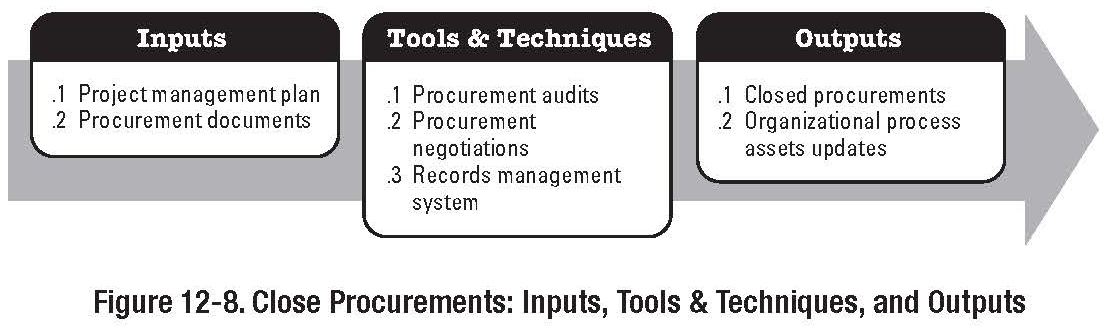 Inputs
.1 Project management plan
.2 Procurement documents
Tools & Techniques
.1 Procurement audits
.2 Procurement
negotiations
.3 Records management
system
Outputs
.1 Closed procurements
.2 Organizational process
assets updates
Figure 12-8. Close Procurements: Inputs, Tools & Techniques, and Outputs